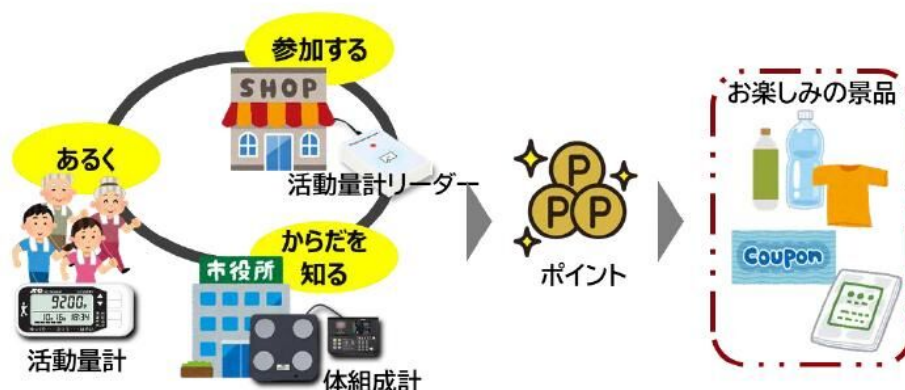 参加する
SHOP
活動量計リーダー
あるく
9200
活動量計
からだを
知る
市役所
体組成計
P
P P
ポイント
お楽しみの景品
Coupon